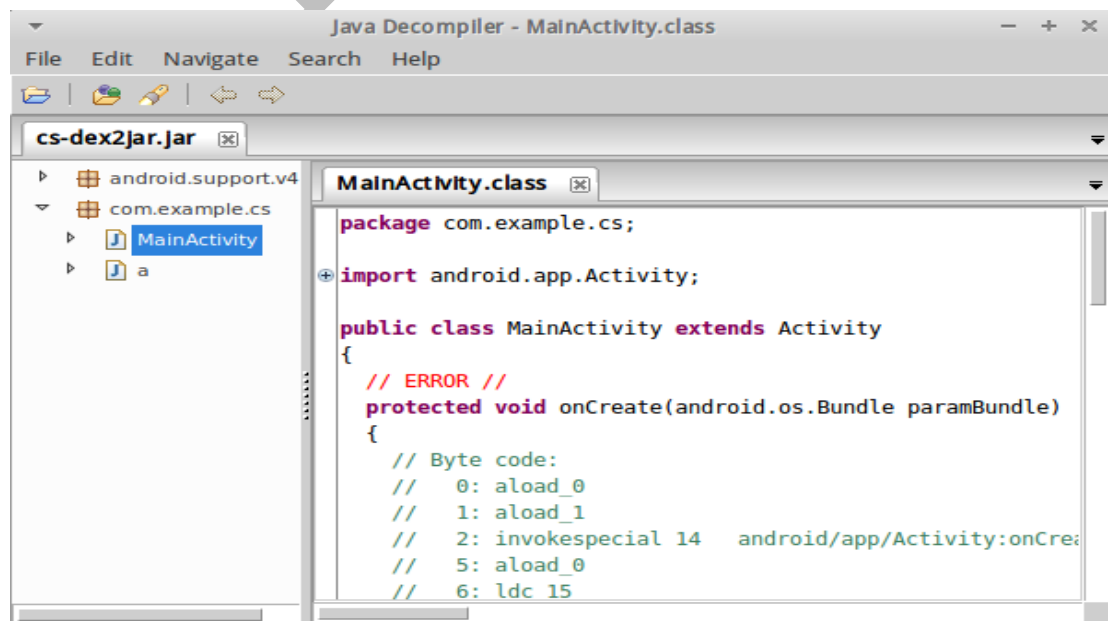 Java Decompiler - MainActivity.class
File Edit Navigate Search Help
cs-dex2jar.jar
android.support.v4
com.example.cs
MainActivity
a
MainActivity.class
package com.example.cs;
import android.app.Activity;
public class MainActivity extends Activity
{
// ERROR //
protected void onCreate(android.os.Bundle paramBundle)
{
// Byte code:
// 0: aload_0
// 1: aload_1
// 2: invokespecial 14 android/app/Activity:onCrea
// 5: aload_0
// 6: ldc 15